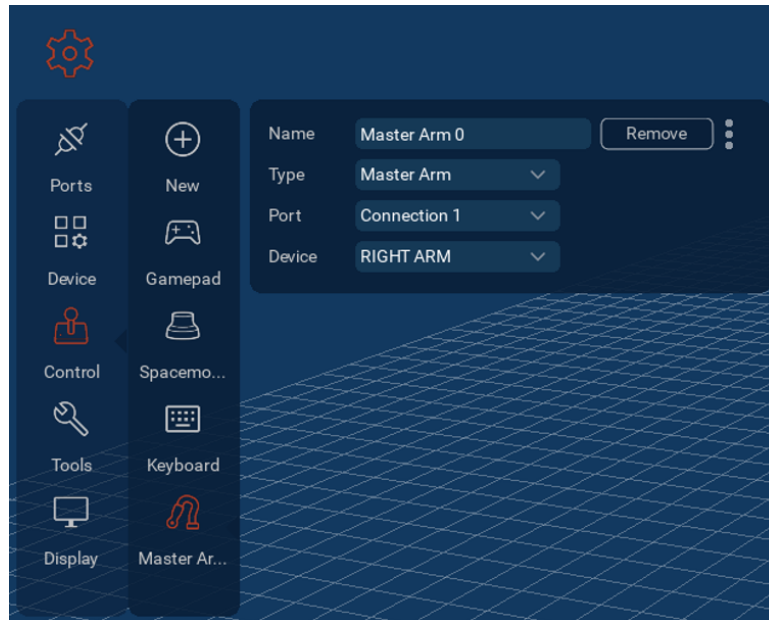 Ports
Device
Control
Tools
Display
New
Gamepad
Spacemo...
Keyboard
Master Ar...
Name Master Arm 0 Remove
Type Master Arm
Port Connection 1
Device RIGHT ARM